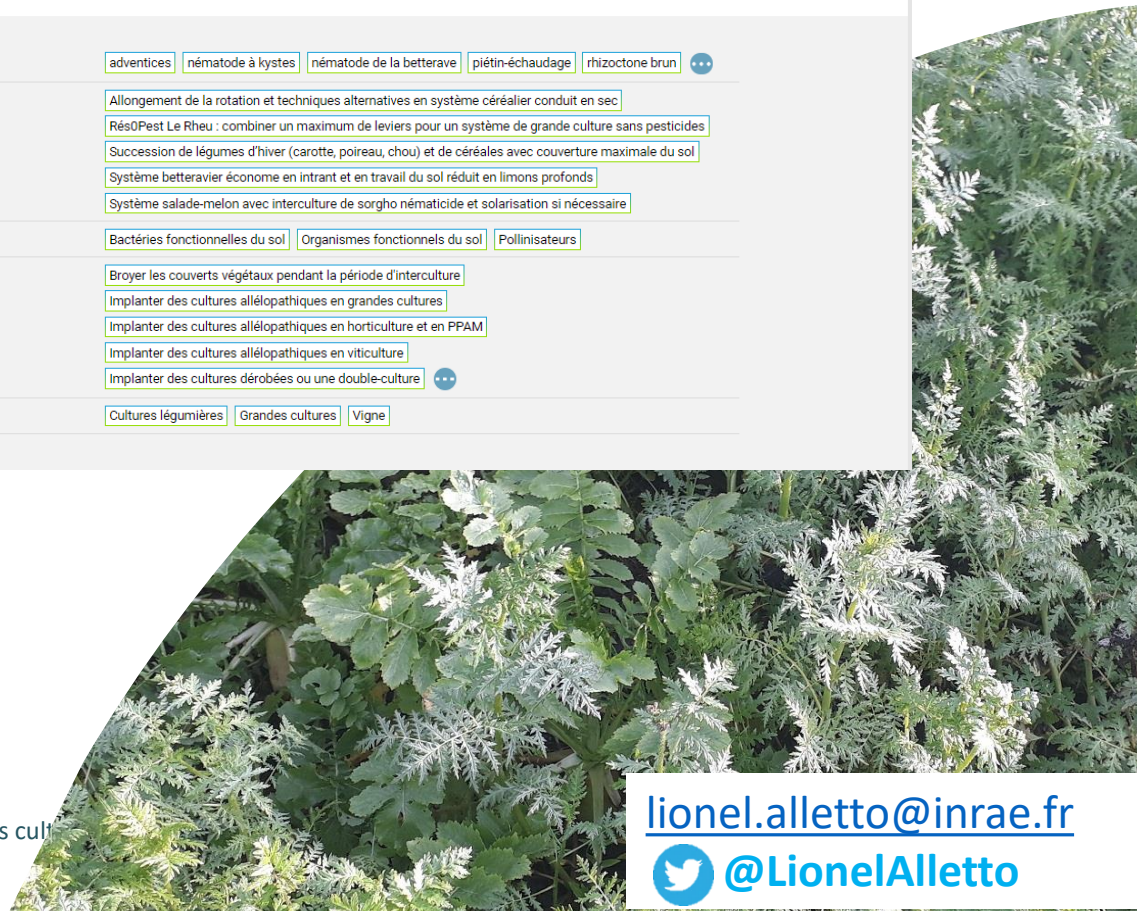 adventices nématode à kystes nématode de la betterave piétin-échaudage rhizoctone brun
Allongement de la rotation et techniques alternatives en système céréalier conduit en sec
Rés0Pest Le Rheu : combiner un maximum de leviers pour un système de grande culture sans pesticides
Succession de légumes d'hiver (carotte, poireau, chou) et de céréales avec couverture maximale du sol
Système betteravier économe en intrant et en travail du sol réduit en limons profonds
Système salade-melon avec interculture de sorgho nématicide et solarisation si nécessaire
Bactéries fonctionnelles du sol Organismes fonctionnels du sol Pollinisateurs
Broyer les couverts végétaux pendant la période d'interculture
Implanter des cultures allélopathiques en grandes cultures
Implanter des cultures allélopathiques en horticulture et en PPAM
Implanter des cultures allélopathiques en viticulture
Implanter des cultures dérobées ou une double-culture
Cultures légumières Grandes cultures Vigne
s cult
lionel.alletto@inrae.fr
@LionelAlletto